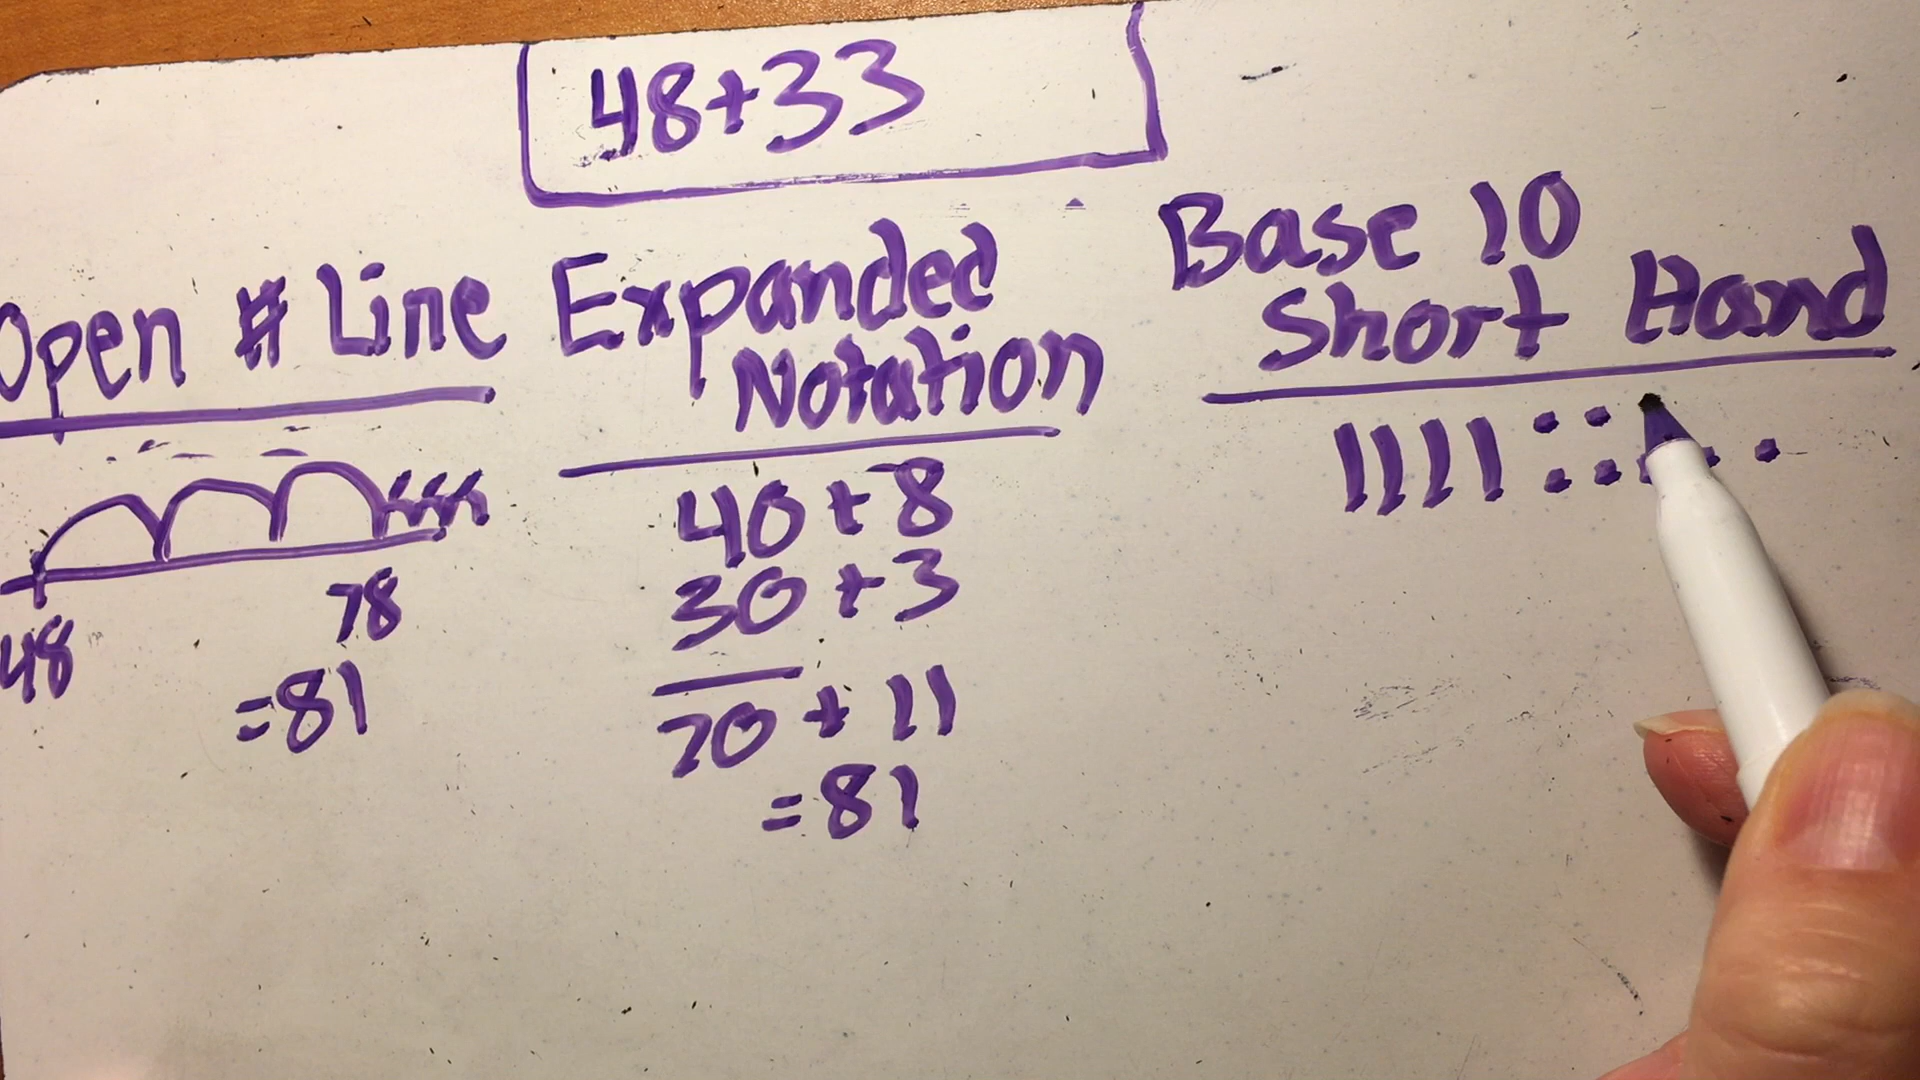 48+33
Open # Line
48
78
=81
Expanded
Notation
40 + 8
30 + 3
70 + 11
=81
Base 10
Short Hand